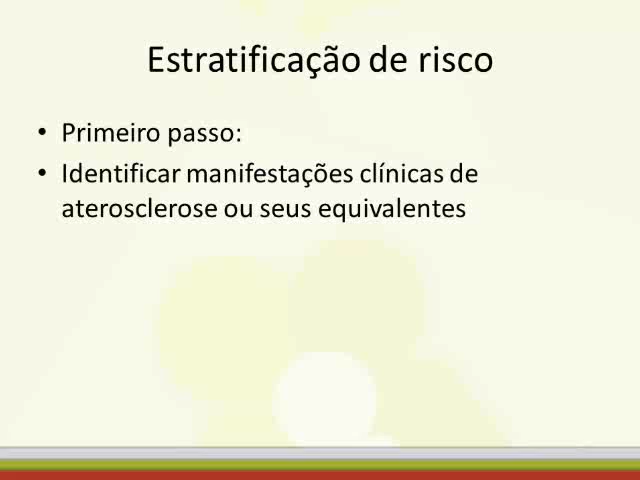 Estratificação de risco
• Primeiro passo:
• Identificar manifestações clínicas de
aterosclerose ou seus equivalentes